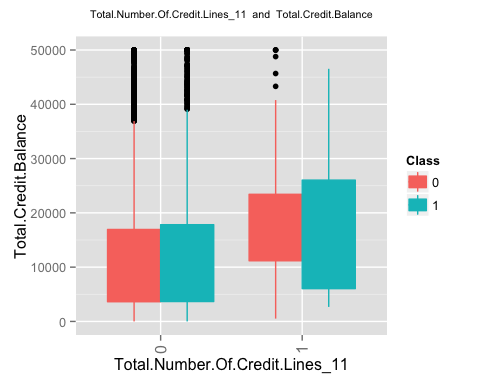 Total.Number.Of.Credit.Lines_11 and Total.Credit.Balance
50000
40000
30000
20000
10000
0
Total.Credit.Balance
0
1
Total.Number.Of.Credit.Lines_11
Class
0
1